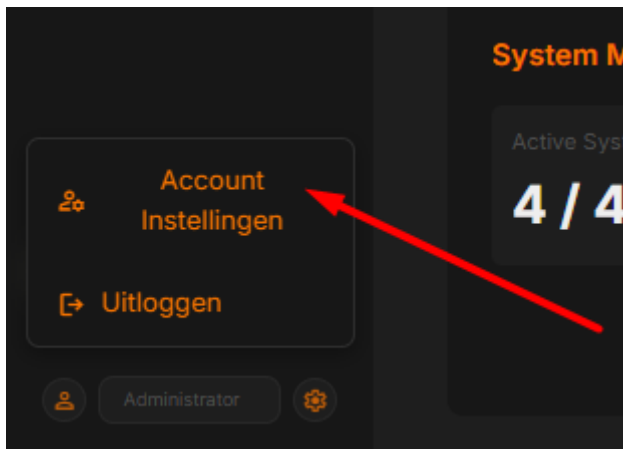 System M
Active Sys
4 / 4
Account
Instellingen
Uitloggen
Administrator